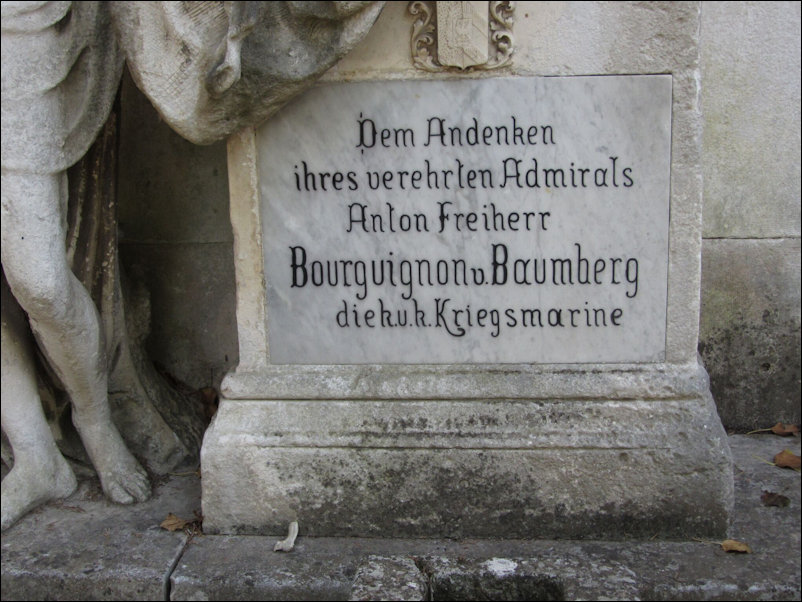 Dem Andenken
ihres verehrten Admirals
Anton Freiherr
Bourguignon v. Baumberg
die k.u.k. Kriegsmarine